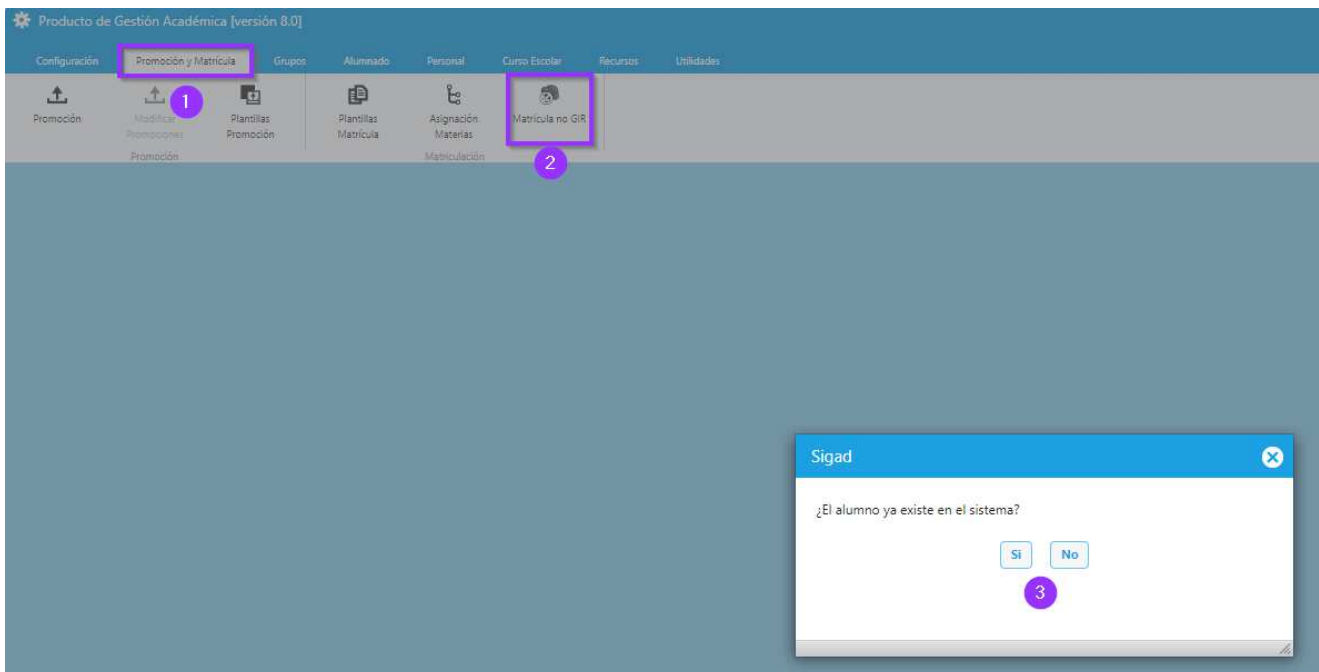 Producto de Gestión Académica [versión 8.0]
Configuración Promoción y Matrícula Grupos Alumnado Personal Curso Escolar Recursos Utilidades
1
Promoción Modificar Promociones Plantillas Promoción Plantillas Matrícula Asignación Materias Matrícula no GIR
Promoción Matriculación
2
Sigad
¿El alumno ya existe en el sistema?
Si No
3